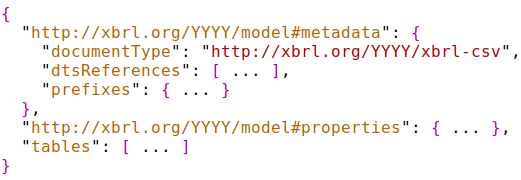 {
  "http://xbrl.org/YYYY/model#metadata": {
    "documentType": "http://xbrl.org/YYYY/xbrl-csv",
    "dtsReferences": [ ... ],
    "prefixes": { ... }
  },
  "http://xbrl.org/YYYY/model#properties": { ... },
  "tables": [ ... ]
}